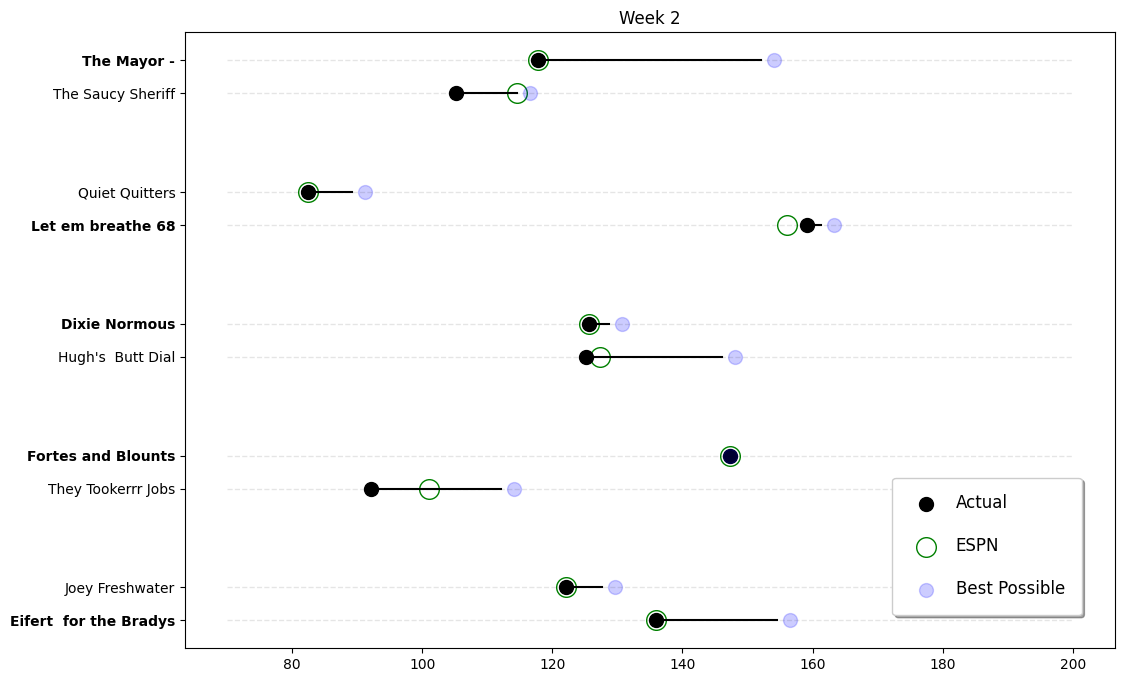 Week 2
The Mayor -
The Saucy Sheriff
Quiet Quitters
Let em breathe 68
Dixie Normous
Hugh's  Butt Dial
Fortes and Blounts
They Tookerrr Jobs
Joey Freshwater
Eifert  for the Bradys
Actual
ESPN
Best Possible
80 100 120 140 160 180 200